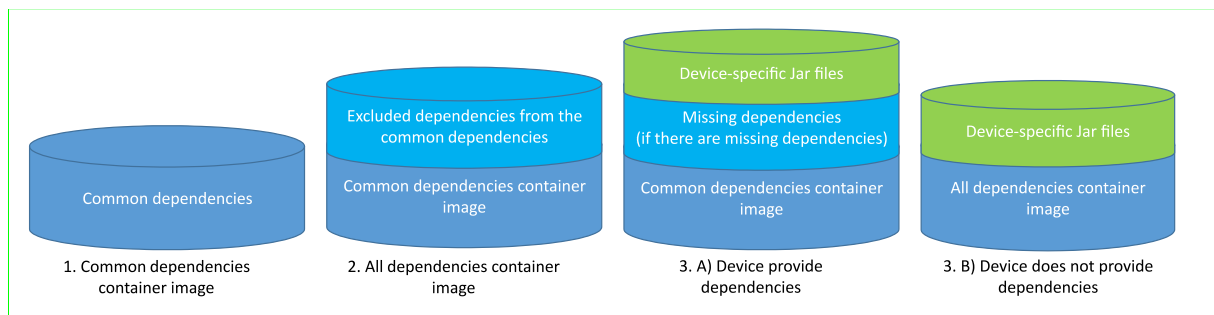 Common dependencies
1. Common dependencies
container image
Excluded dependencies from the
common dependencies
Common dependencies container
image
2. All dependencies container
image
Device-specific Jar files
Missing dependencies
(if there are missing dependencies)
Common dependencies container
image
3. A) Device provide
dependencies
Device-specific Jar files
All dependencies container
image
3. B) Device does not provide
dependencies